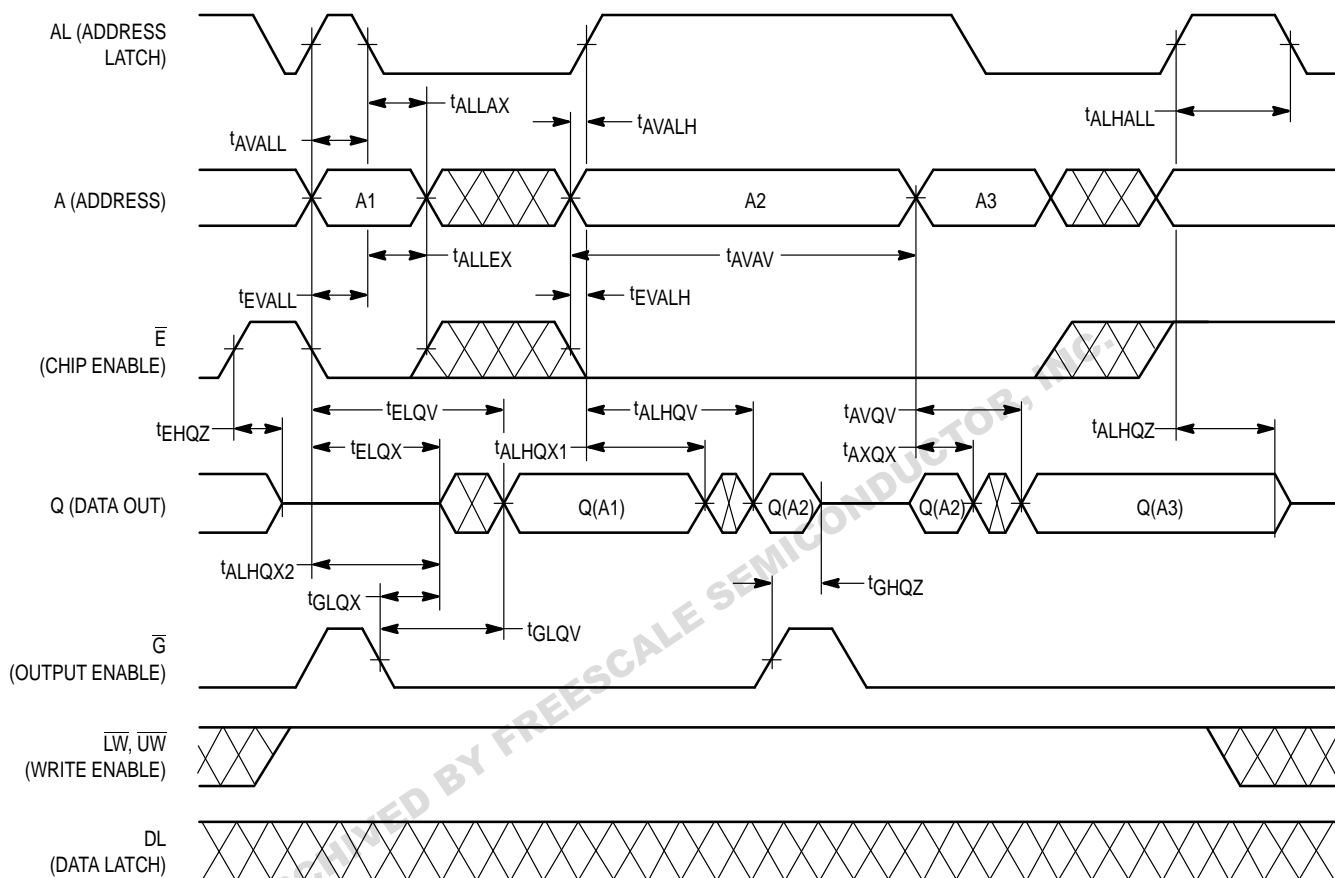 AL (ADDRESS
LATCH)
tALLAX
tAVALH
tALHALL
tAVALL
A (ADDRESS)
A1
A2
A3
tALLEX
tAVAV
tEVALL
tEVALH
E
(CHIP ENABLE)
tELQV
tALHQV
tAVQV
tEHQZ
tELQX
tALHQX1
tAXQX
tALHQZ
Q (DATA OUT)
Q(A1)
Q(A2)
Q(A2)
Q(A3)
tALHQX2
tGLQX
tGHQZ
tGLQV
G
(OUTPUT ENABLE)
LW, UW
(WRITE ENABLE)
DL
(DATA LATCH)
CHIVED BY FREESCALE SEMICONDUCTOR, INC.